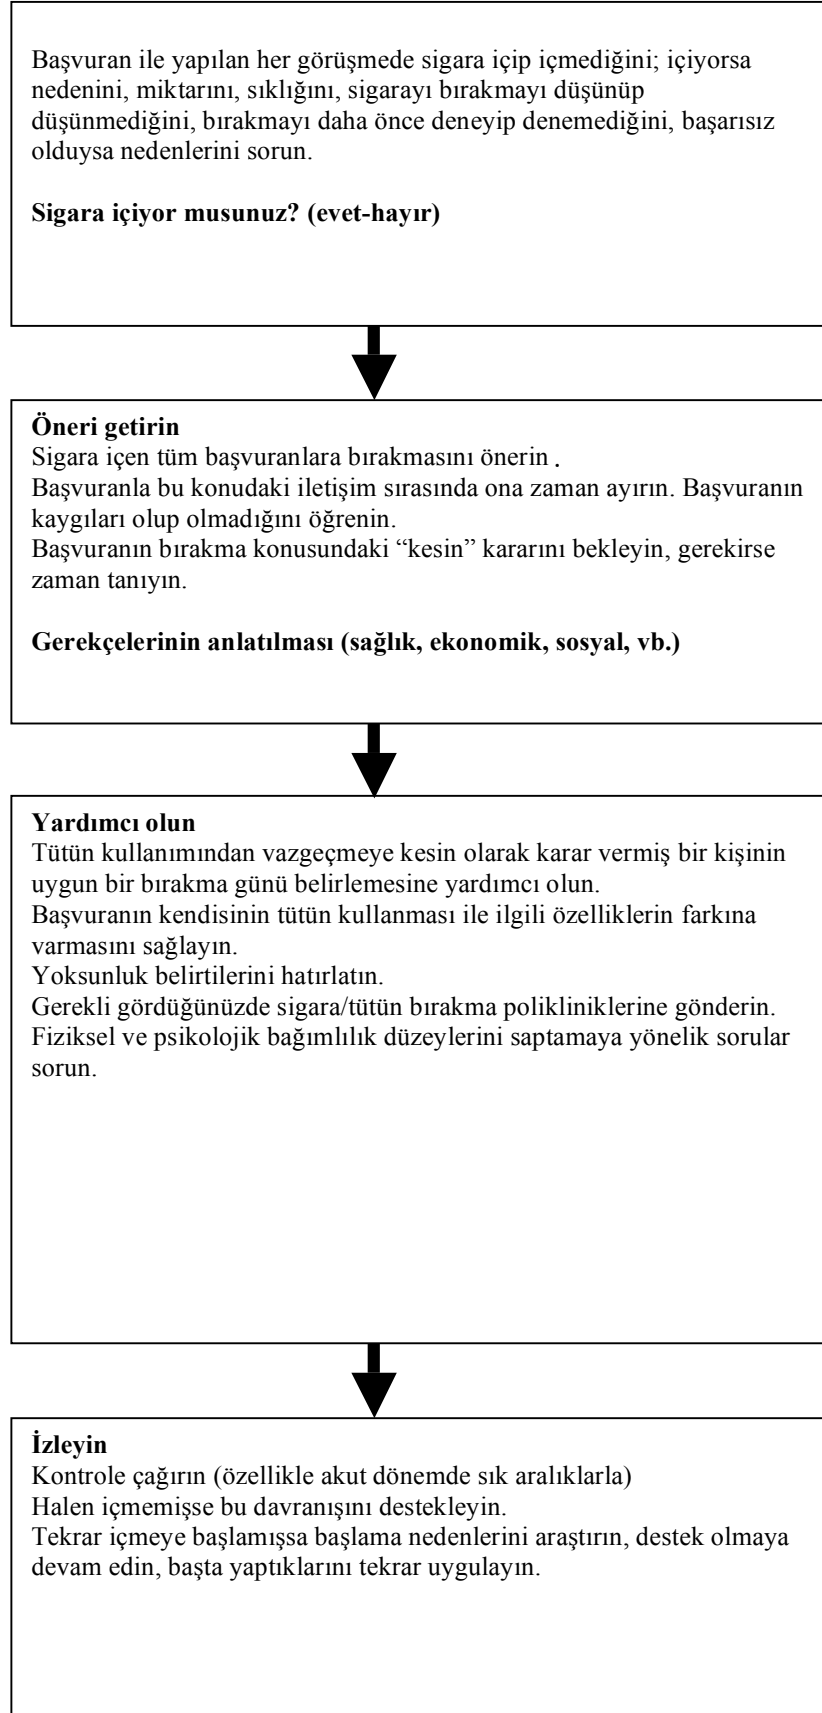 Başvuran ile yapılan her görüşmede sigara içip içmediğini; içiyorsa
nedenini, miktarını, sıklığını, sigarayı bırakmayı düşünüp
düşünmediğini, bırakmayı daha önce deneyip denemediğini, başarısız
olduysa nedenlerini sorun.
Sigara içiyor musunuz? (evet-hayır)
Öneri getirin
Sigara içen tüm başvuranlara bırakmasını önerin .
Başvuranla bu konudaki iletişim sırasında ona zaman ayırın. Başvuranın
kaygıları olup olmadığını öğrenin.
Başvuranın bırakma konusundaki “kesin” kararını bekleyin, gerekirse
zaman tanıyın.
Gerekçelerinin anlatılması (sağlık, ekonomik, sosyal, vb.)
Yardımcı olun
Tütün kullanımından vazgeçmeye kesin olarak karar vermiş bir kişinin
uygun bir bırakma günü belirlemesine yardımcı olun.
Başvuranın kendisinin tütün kullanması ile ilgili özelliklerin farkına
varmasını sağlayın.
Yoksunluk belirtilerini hatırlatın.
Gerekli gördüğünüzde sigara/tütün bırakma polikliniklerine gönderin.
Fiziksel ve psikolojik bağımlılık düzeylerini saptamaya yönelik sorular
sorun.
İzleyin
Kontrole çağırın (özellikle akut dönemde sık aralıklarla)
Halen içmemişse bu davranışını destekleyin.
Tekrar içmeye başlamışsa başlama nedenlerini araştırın, destek olmaya
devam edin, başta yaptıklarını tekrar uygulayın.